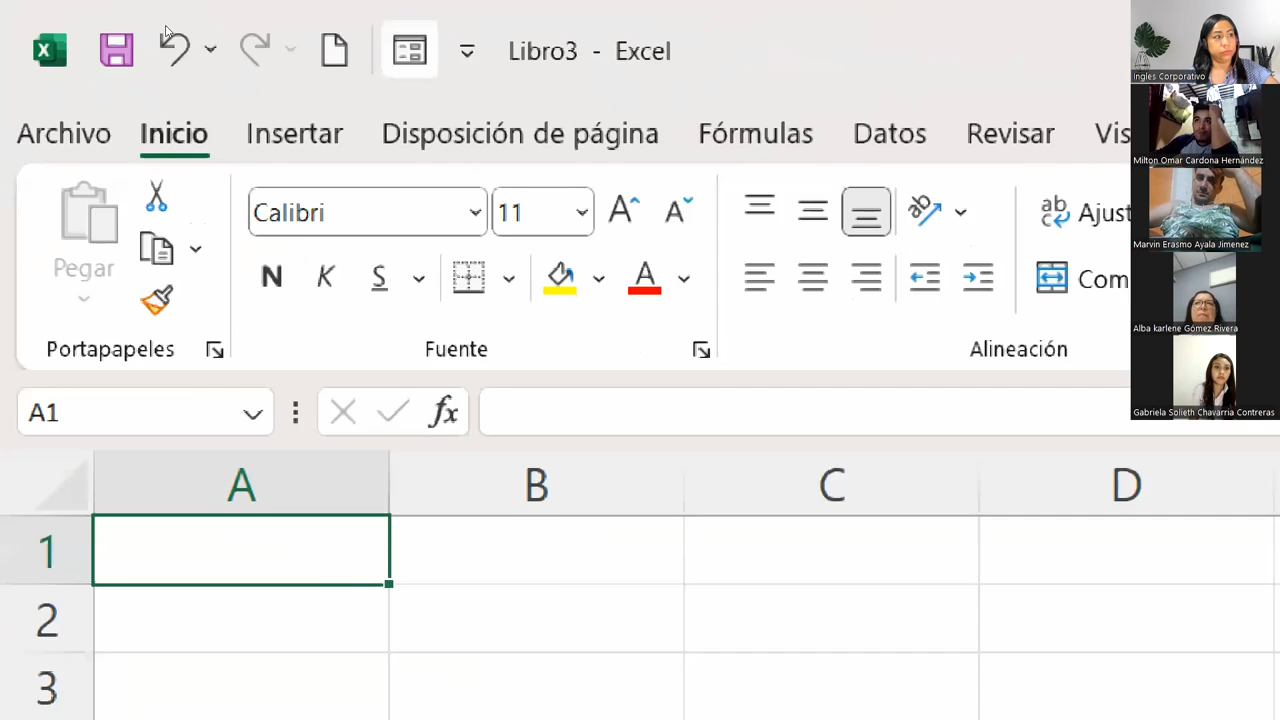 Libro3 - Excel
Archivo Inicio Insertar Disposición de página Fórmulas Datos Revisar Vis
Pegar
Calibri 11
ab Ajust
N K S A
Com
Portapapeles Fuente Alineación
A1 fx
A B C D
1
2
3
Ingles Corporativo
Milton Omar Cardona Hernández
Marvin Erasmo Ayala Jimenez
Alba karlene Gómez Rivera
Gabriela Solieth Chavarria Contreras